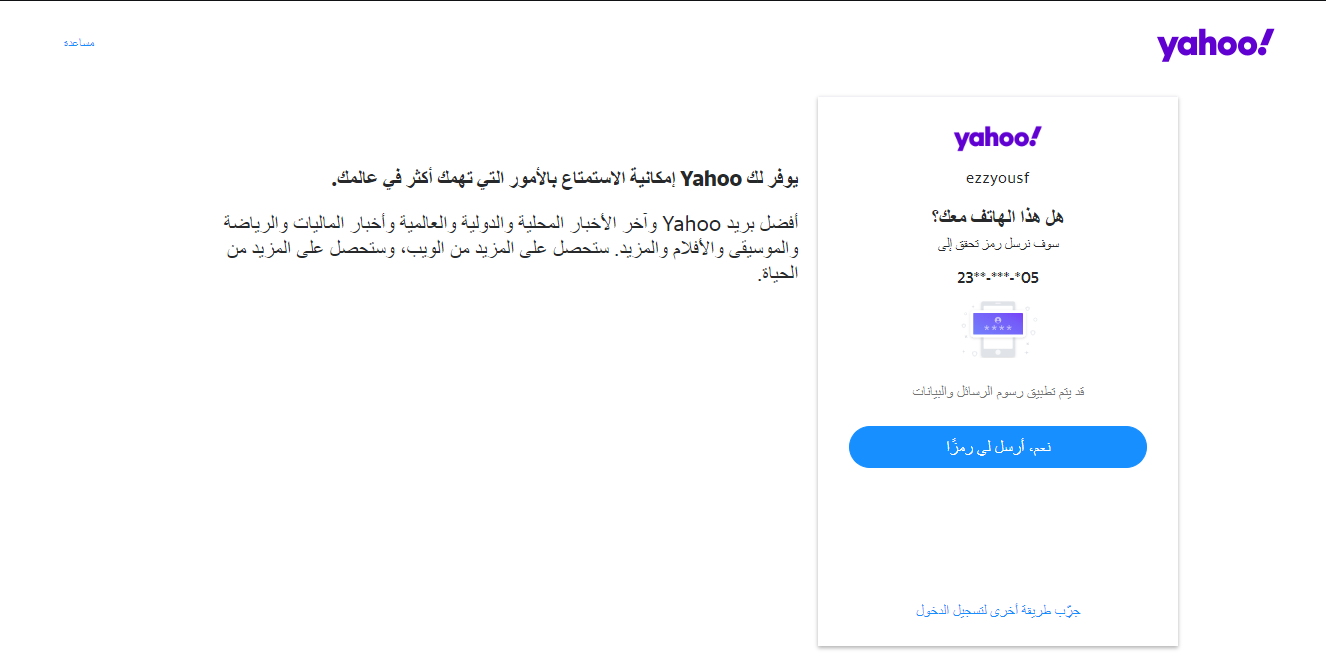 yahoo!
مساعدة
yahoo!
ezzyousf
هل هذا الهاتف معك؟
سوف نرسل رمز تحقق إلى
23**-***-*05
****
قد يتم تطبيق رسوم الرسائل والبيانات
نعم، أرسل لي رمزًا
جرّب طريقة أخرى لتسجيل الدخول
يوفر لك Yahoo إمكانية الاستمتاع بالأمور التي تهمك أكثر في عالمك.
أفضل بريد Yahoo وآخر الأخبار المحلية والدولية والعالمية وأخبار الماليات والرياضة
والموسيقى والأفلام والمزيد. ستحصل على المزيد من الويب، وستحصل على المزيد من
الحياة.